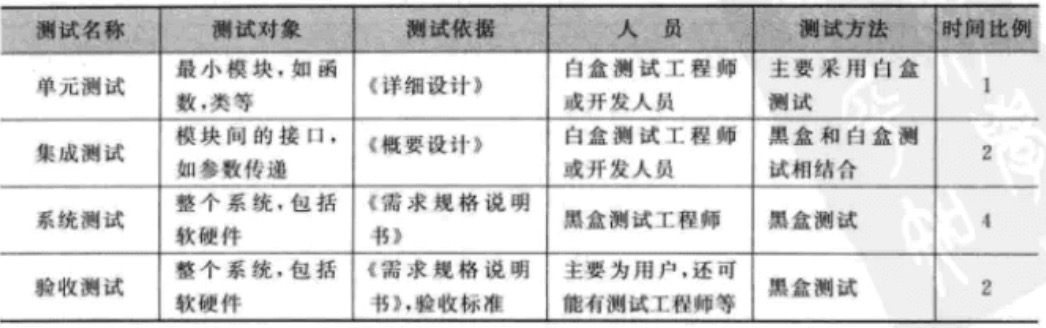 测试名称 测试对象 测试依据 人 员 测试方法 时间比例
单元测试 最小模块,如函数,类等 《详细设计》 白盒测试工程师或开发人员 主要采用白盒测试 1
集成测试 模块间的接口,如参数传递 《概要设计》 白盒测试工程师或开发人员 黑盒和白盒测试相结合 2
系统测试 整个系统,包括软硬件 《需求规格说明书》 黑盒测试工程师 黑盒测试 4
验收测试 整个系统,包括软硬件 《需求规格说明书》,验收标准 主要为用户,还可能有测试工程师等 黑盒测试 2